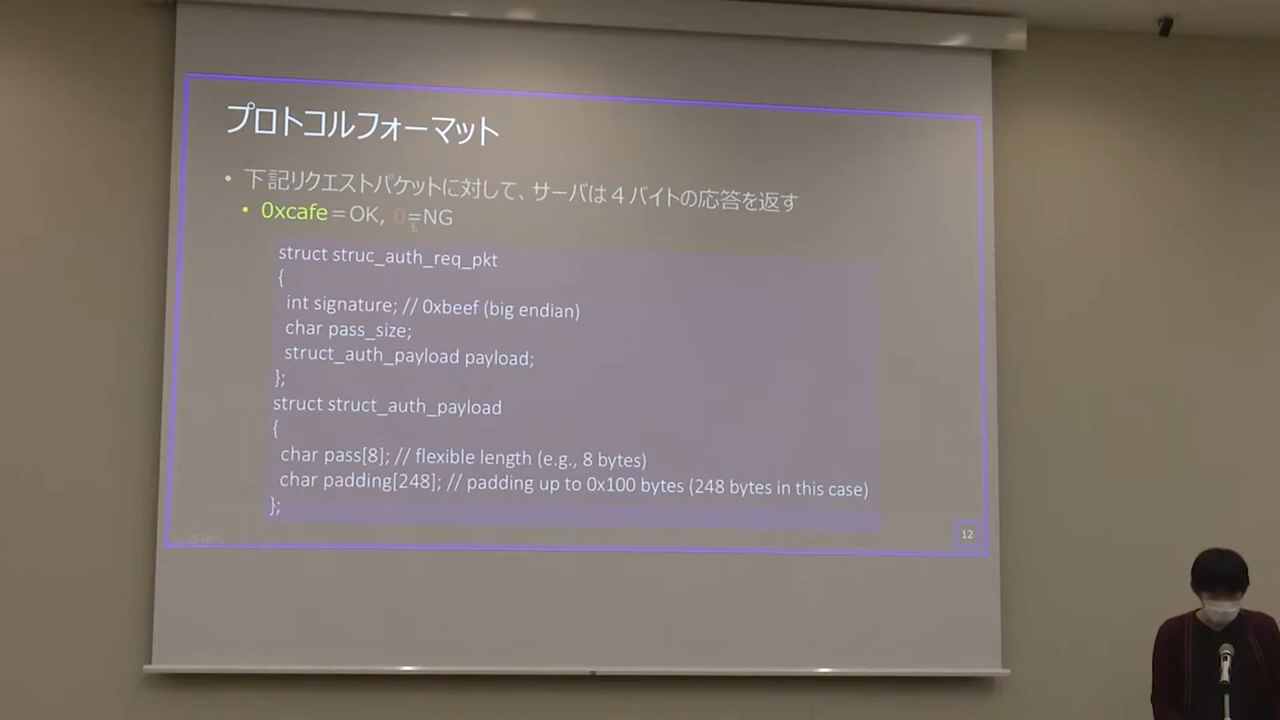 プロトコルフォーマット
• 下記リクエストパケットに対して、サーバは４バイトの応答を返す
• 0xcafe＝OK, 0=NG
struct struc_auth_req_pkt
{
int signature; // 0xbeef (big endian)
char pass_size;
struct_auth_payload payload;
};
struct struct_auth_payload
{
char pass[8]; // flexible length (e.g., 8 bytes)
char padding[248]; // padding up to 0x100 bytes (248 bytes in this case)
};
12